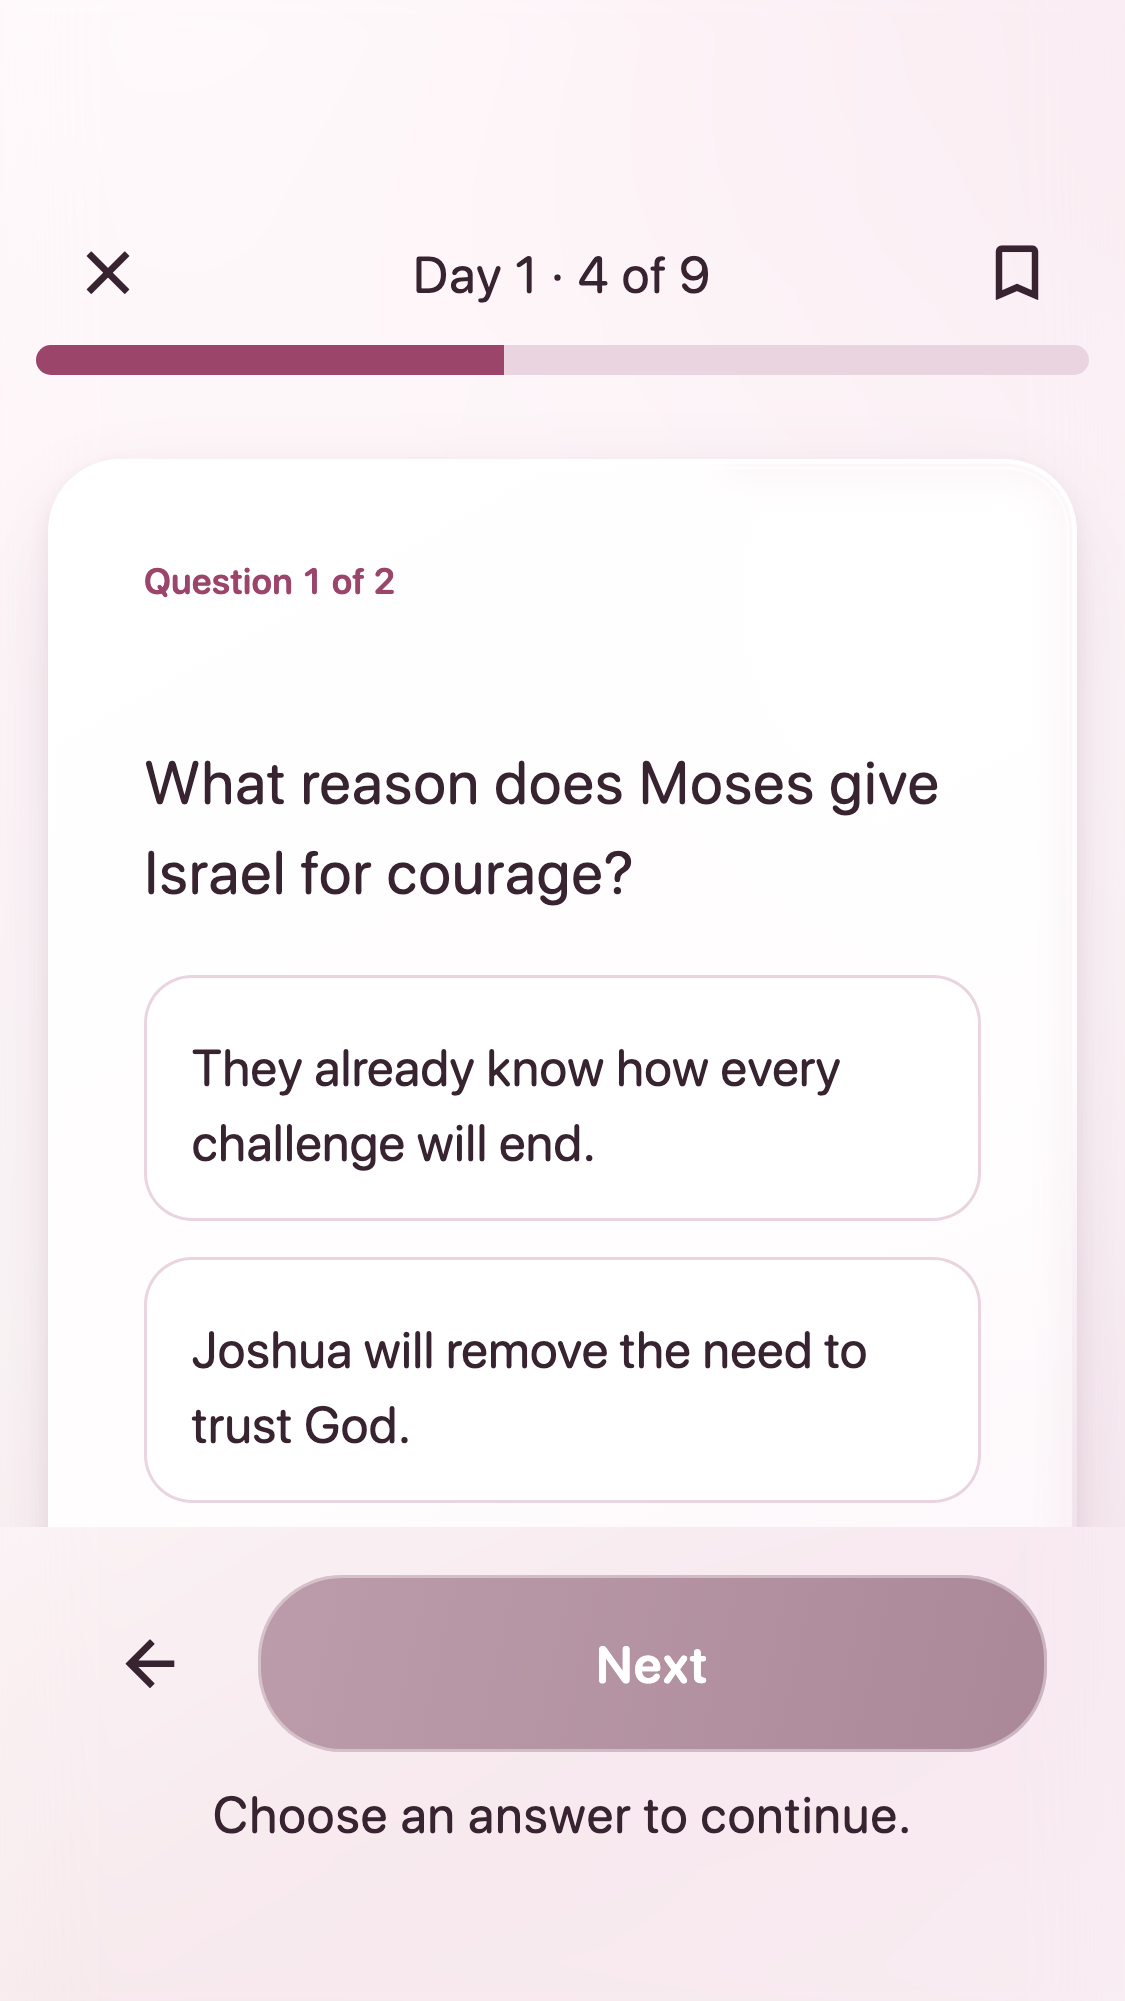 Day 1 · 4 of 9
Question 1 of 2
What reason does Moses give
Israel for courage?
They already know how every
challenge will end.
Joshua will remove the need to
trust God.
Next
Choose an answer to continue.